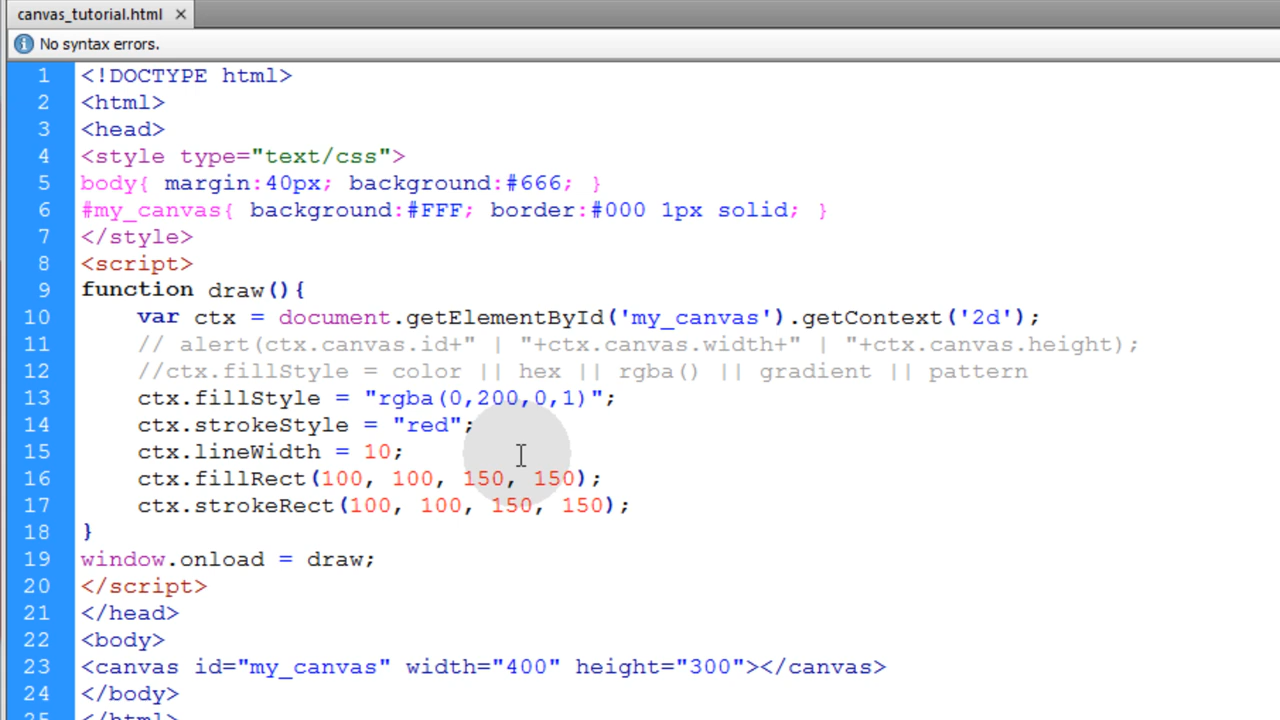 canvas_tutorial.html ×
No syntax errors.
1 <!DOCTYPE html>
2 <html>
3 <head>
4 <style type="text/css">
5 body{ margin:40px; background:#666; }
6 #my_canvas{ background:#FFF; border:#000 1px solid; }
7 </style>
8 <script>
9 function draw(){
10     var ctx = document.getElementById('my_canvas').getContext('2d');
11     // alert(ctx.canvas.id+" | "+ctx.canvas.width+" | "+ctx.canvas.height);
12     //ctx.fillStyle = color || hex || rgba() || gradient || pattern
13     ctx.fillStyle = "rgba(0,200,0,1)";
14     ctx.strokeStyle = "red";
15     ctx.lineWidth = 10;
16     ctx.fillRect(100, 100, 150, 150);
17     ctx.strokeRect(100, 100, 150, 150);
18 }
19 window.onload = draw;
20 </script>
21 </head>
22 <body>
23 <canvas id="my_canvas" width="400" height="300"></canvas>
24 </body>
25 </html>